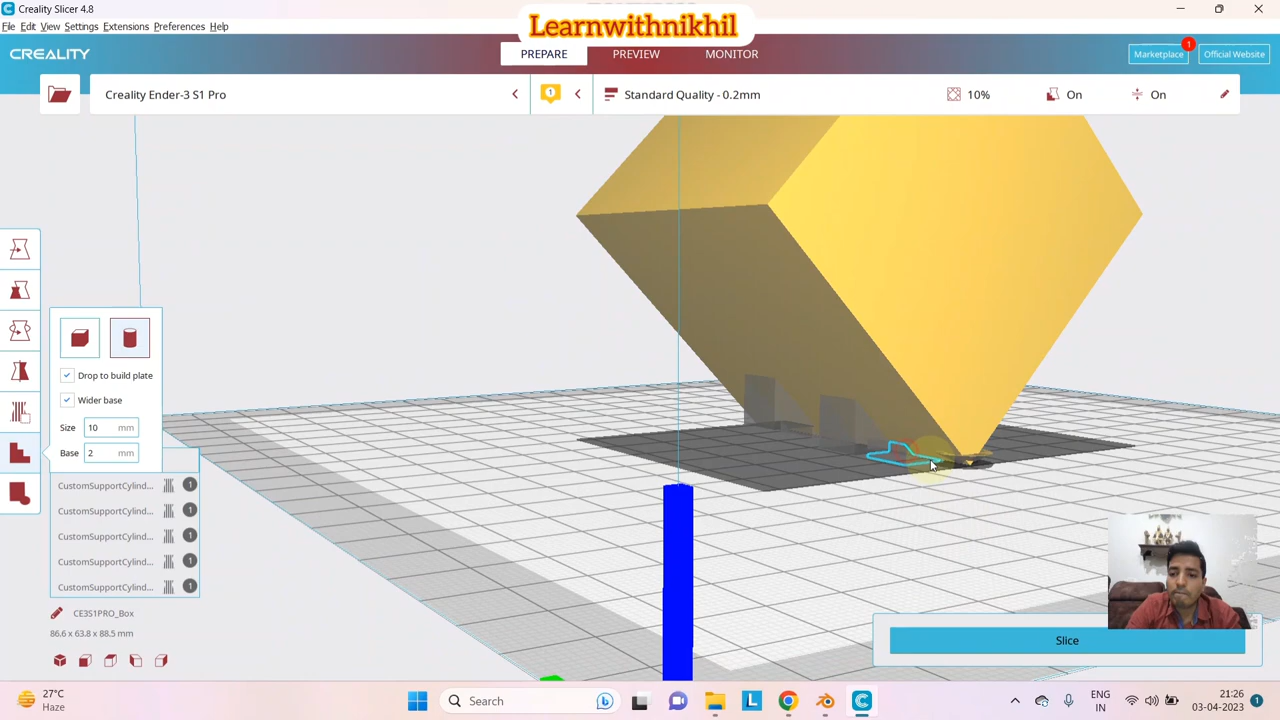 Creality Slicer 4.8
File Edit View Settings Extensions Preferences Help
Learnwithnikhil
CREALITY
PREPARE PREVIEW MONITOR
Marketplace 1 Official Website
Creality Ender-3 S1 Pro 1 Standard Quality - 0.2mm 10% On On
Drop to build plate
Wider base
Size 10 mm
Base 2 mm
CustomSupportCylind... 1
CustomSupportCylind... 1
CustomSupportCylind... 1
CustomSupportCylind... 1
CustomSupportCylind... 1
CE3S1PRO_Box
86.6 x 63.8 x 88.5 mm
Slice
27°C
Haze
Search
ENG
IN
21:26
03-04-2023
1